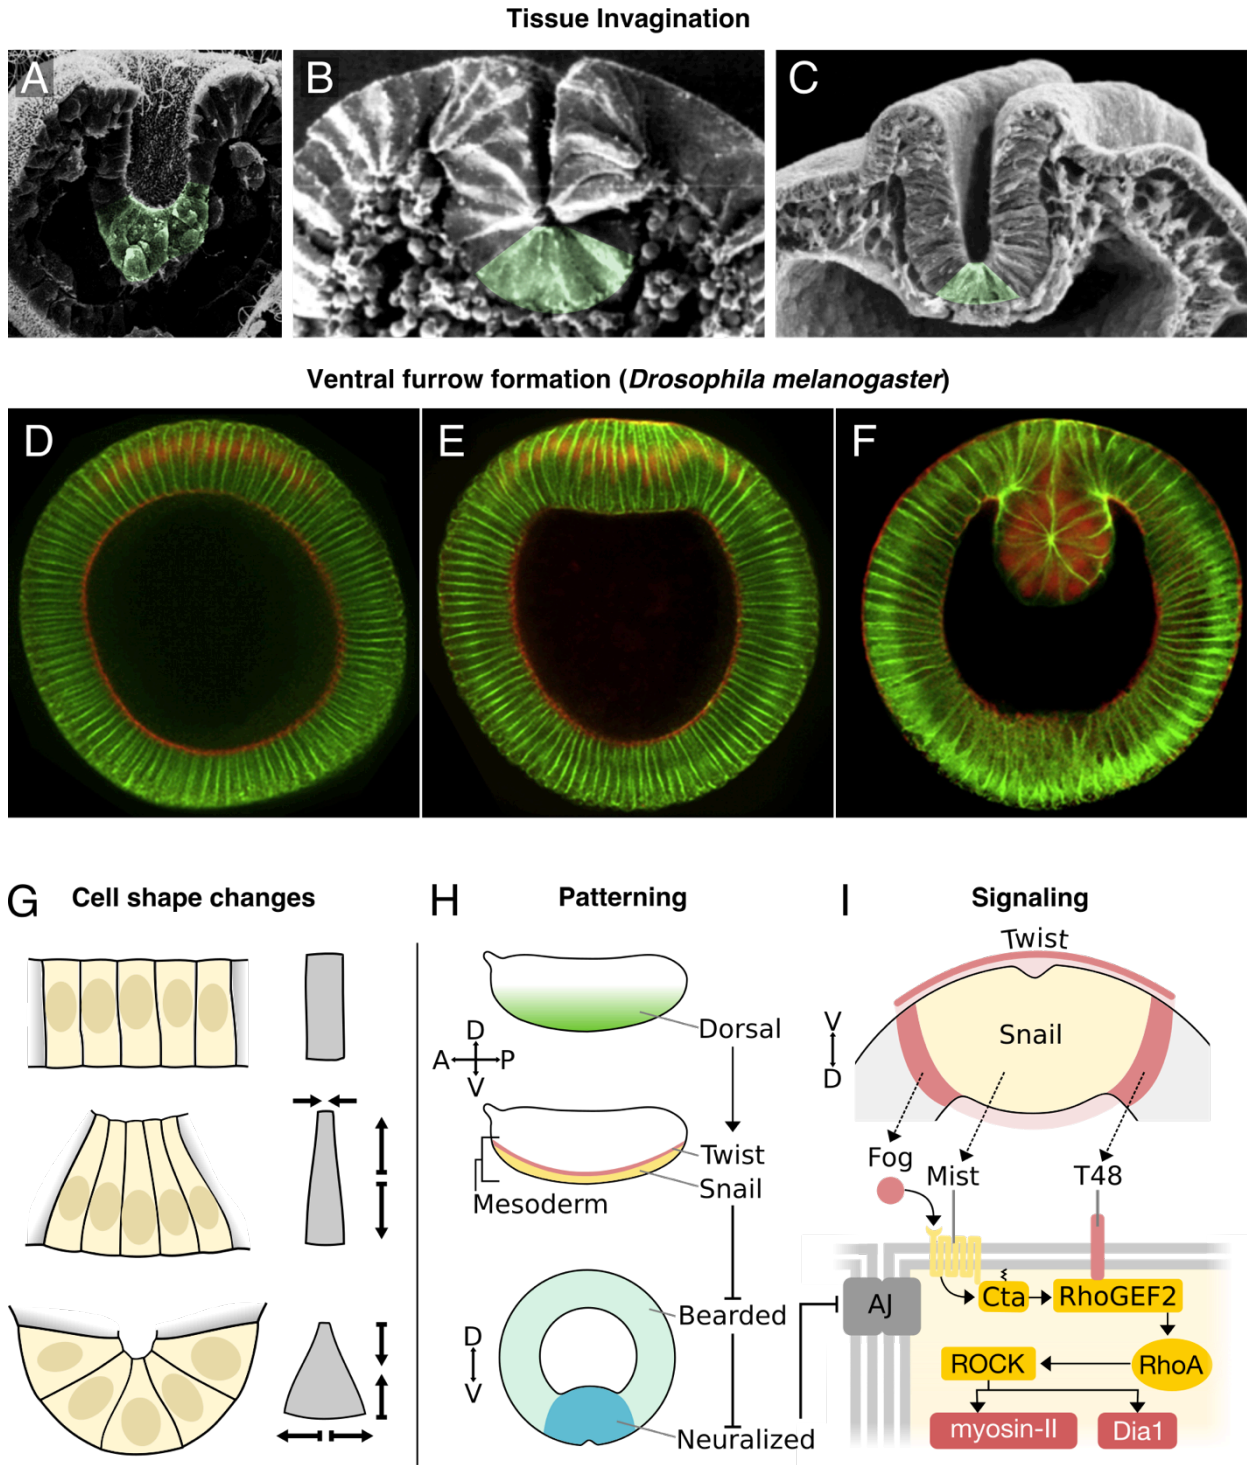 Tissue Invagination
A
B
C
Ventral furrow formation (Drosophila melanogaster)
D
E
F
G Cell shape changes
H Patterning
Dorsal
D
A P
V
Twist
Snail
Mesoderm
Bearded
D
V
Neuralized
I Signaling
Twist
Snail
V
D
Fog
Mist
T48
AJ
Cta
RhoGEF2
ROCK
RhoA
myosin-II
Dia1